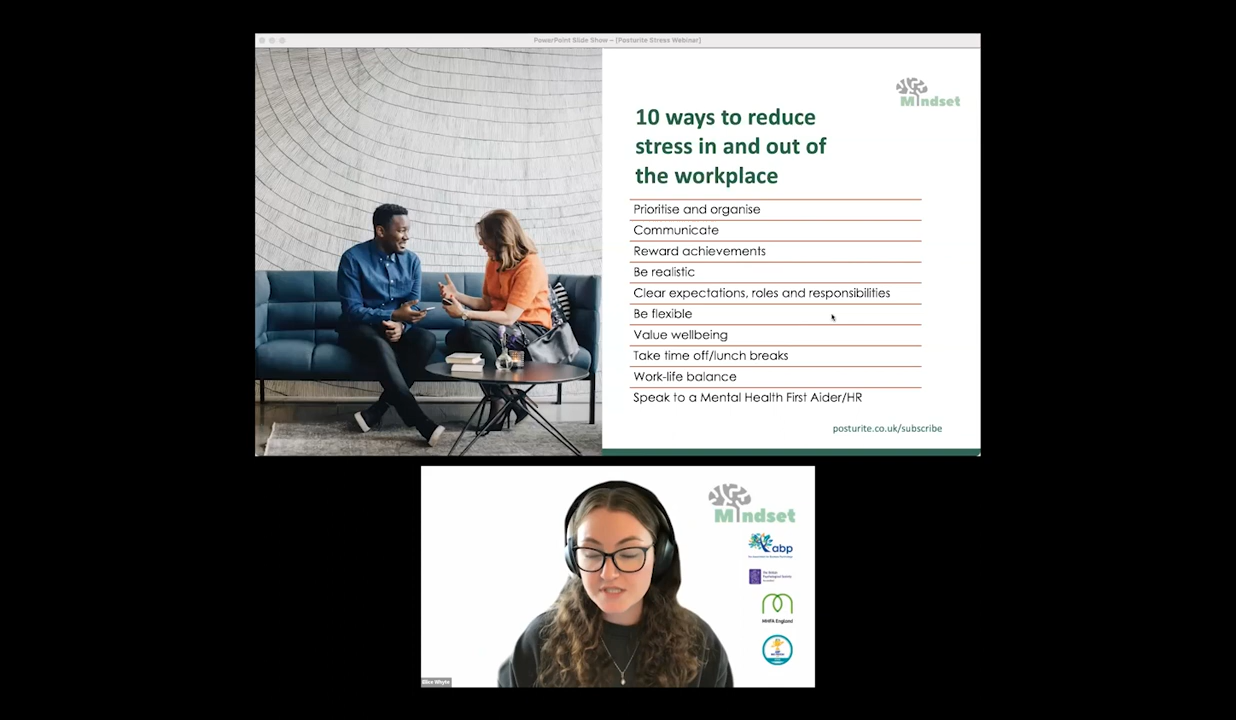 PowerPoint Slide Show – [Posturite Stress Webinar]
Mindset
10 ways to reduce
stress in and out of
the workplace
Prioritise and organise
Communicate
Reward achievements
Be realistic
Clear expectations, roles and responsibilities
Be flexible
Value wellbeing
Take time off/lunch breaks
Work-life balance
Speak to a Mental Health First Aider/HR
posturite.co.uk/subscribe
Mindset
abp
MHFA England